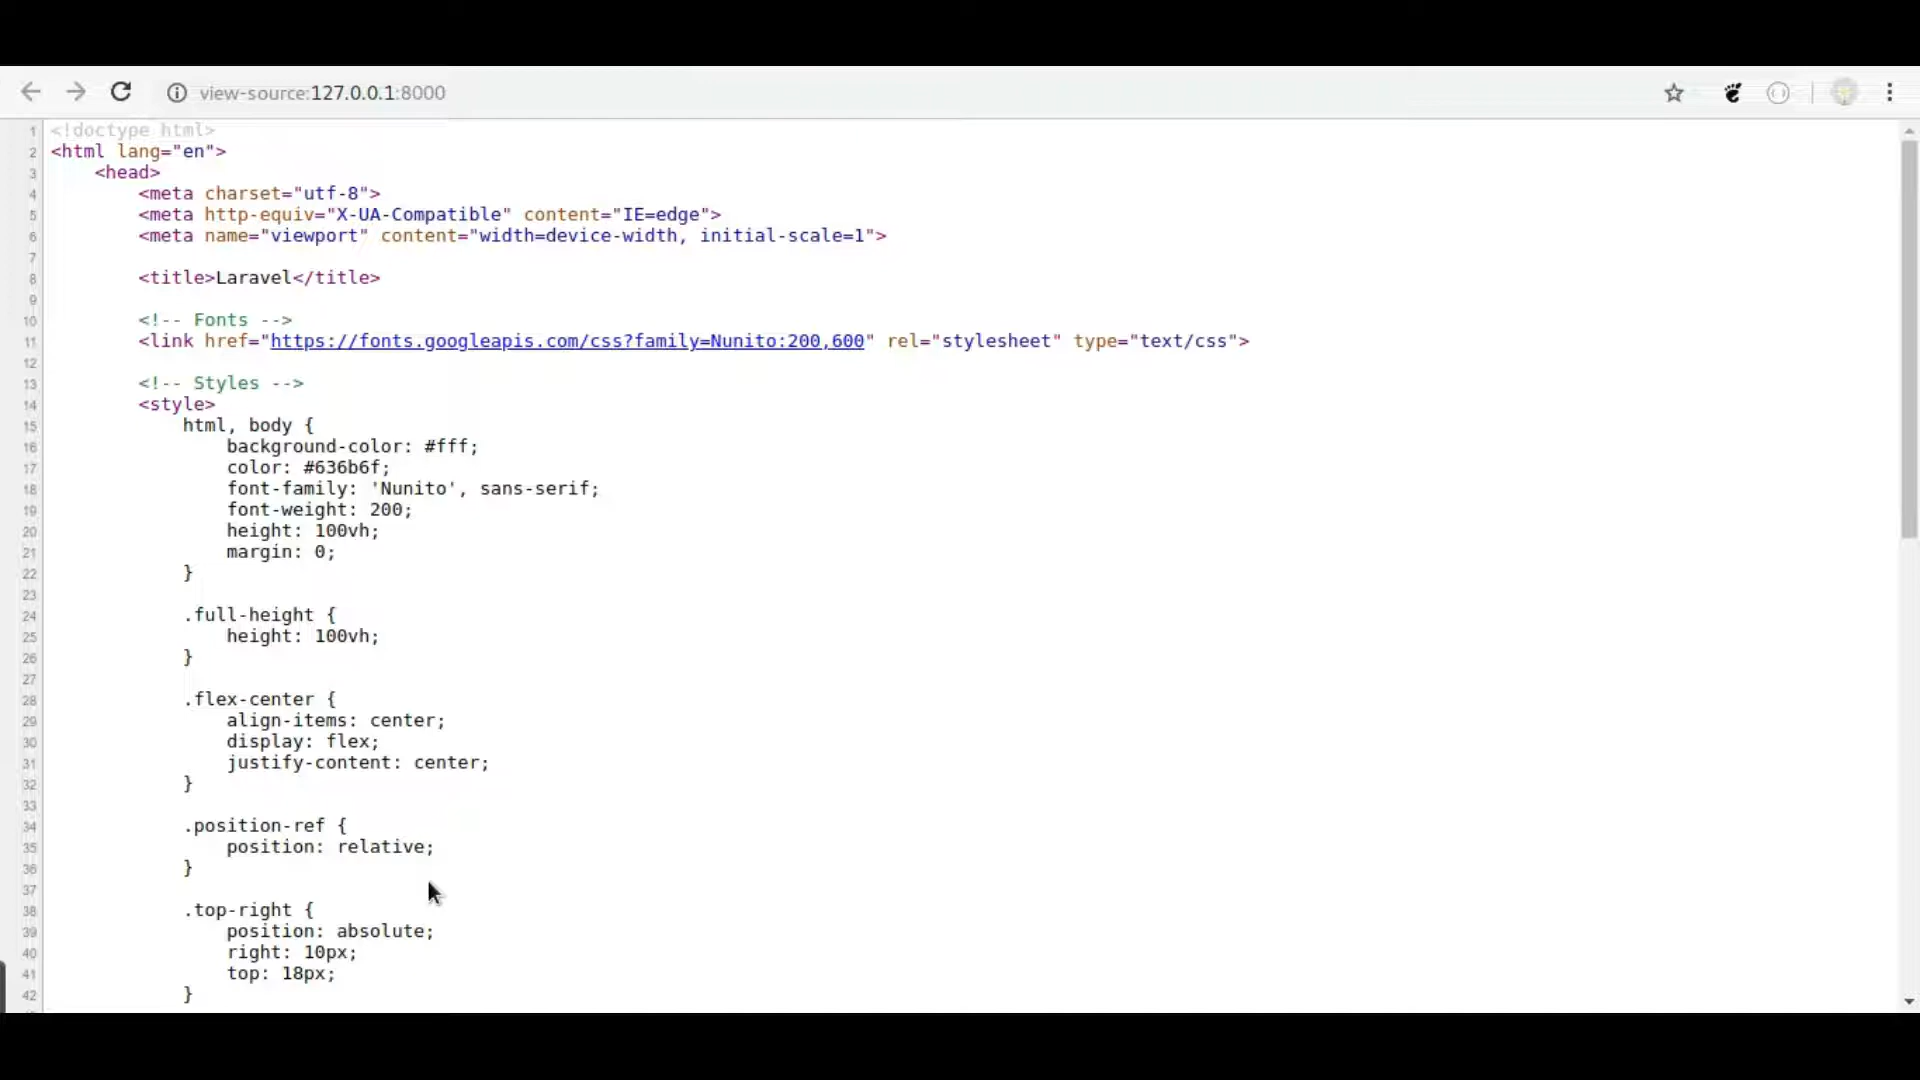 view-source:127.0.0.1:8000
1 <!doctype html>
2 <html lang="en">
3     <head>
4         <meta charset="utf-8">
5         <meta http-equiv="X-UA-Compatible" content="IE=edge">
6         <meta name="viewport" content="width=device-width, initial-scale=1">
7
8         <title>Laravel</title>
9
10         <!-- Fonts -->
11         <link href="https://fonts.googleapis.com/css?family=Nunito:200,600" rel="stylesheet" type="text/css">
12
13         <!-- Styles -->
14         <style>
15             html, body {
16                 background-color: #fff;
17                 color: #636b6f;
18                 font-family: 'Nunito', sans-serif;
19                 font-weight: 200;
20                 height: 100vh;
21                 margin: 0;
22             }
23
24             .full-height {
25                 height: 100vh;
26             }
27
28             .flex-center {
29                 align-items: center;
30                 display: flex;
31                 justify-content: center;
32             }
33
34             .position-ref {
35                 position: relative;
36             }
37
38             .top-right {
39                 position: absolute;
40                 right: 10px;
41                 top: 18px;
42             }